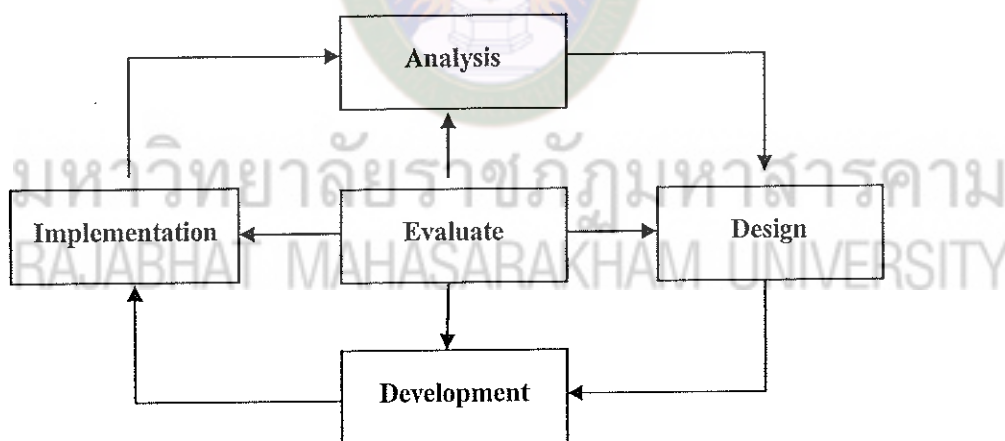 Analysis
มหาวิทยาลัยราชภัฏมหาสารคาม
Implementation
Evaluate
Design
RAJABHAT MAHASARAKHAM UNIVERSITY
Development